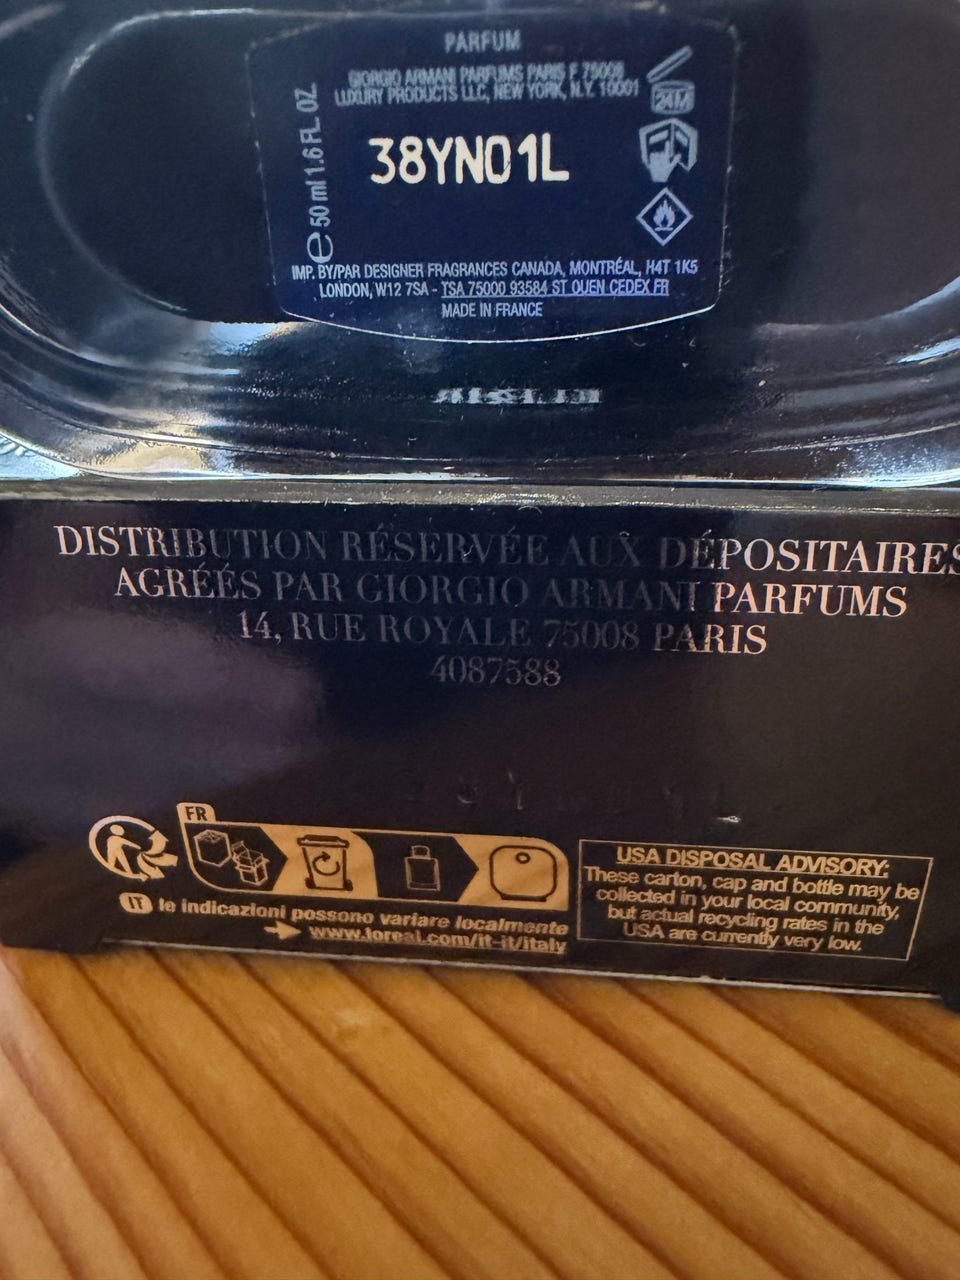 PARFUM
GIORGIO ARMANI PARFUMS PARIS F 75008
LUXURY PRODUCTS LLC, NEW YORK, N.Y. 10001
24M
38YN01L
e 50 ml 1.6 FL. OZ.
IMP. BY/PAR DESIGNER FRAGRANCES CANADA, MONTRÉAL, H4T 1K5
LONDON, W12 7SA - TSA 75000 93584 ST OUEN CEDEX FR
MADE IN FRANCE
DISTRIBUTION RÉSERVÉE AUX DÉPOSITAIRES
AGRÉÉS PAR GIORGIO ARMANI PARFUMS
14, RUE ROYALE 75008 PARIS
4087588
FR
IT le indicazioni possono variare localmente
www.loreal.com/it-it/italy
USA DISPOSAL ADVISORY:
These carton, cap and bottle may be
collected in your local community,
but actual recycling rates in the
USA are currently very low.